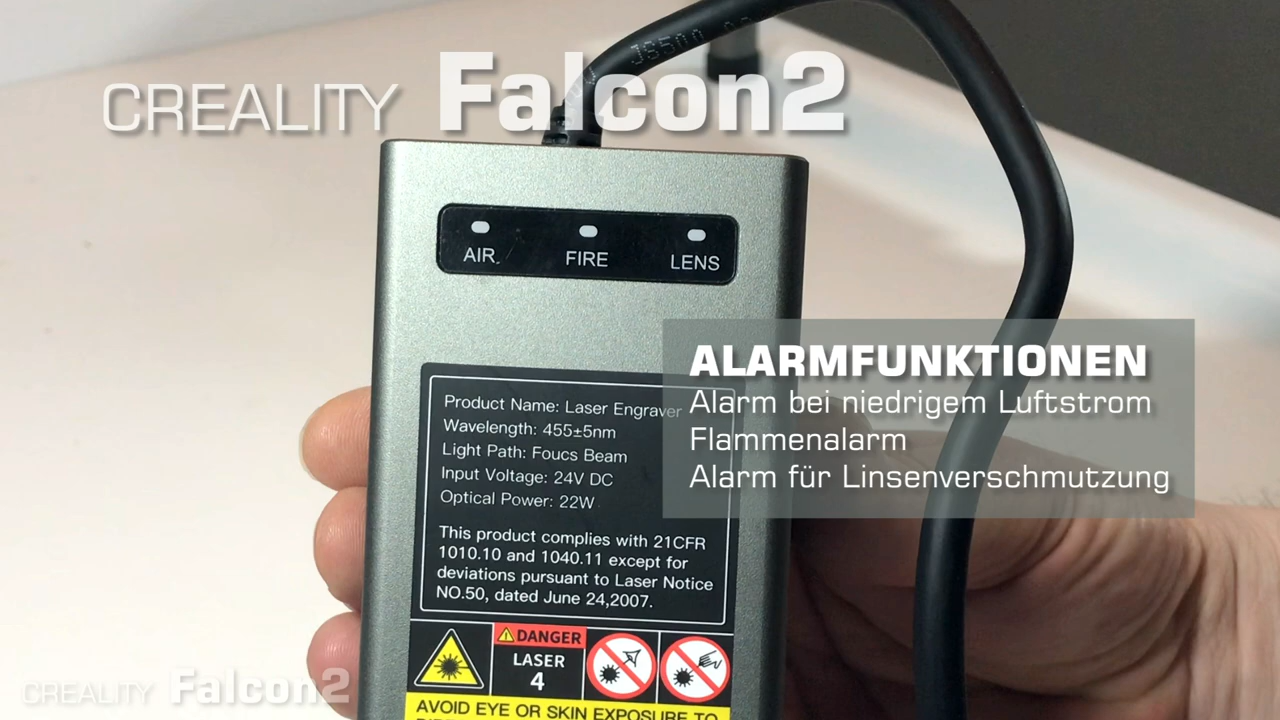 CREALITY Falcon2
J8500
AIR
FIRE
LENS
ALARMFUNKTIONEN
Alarm bei niedrigem Luftstrom
Flammenalarm
Alarm für Linsenverschmutzung
Product Name: Laser Engraver
Wavelength: 455±5nm
Light Path: Foucs Beam
Input Voltage: 24V DC
Optical Power: 22W
This product complies with 21CFR
1010.10 and 1040.11 except for
deviations pursuant to Laser Notice
NO.50, dated June 24,2007.
DANGER
LASER
4
AVOID EYE OR SKIN EXPOSURE TO
CREALITY Falcon2